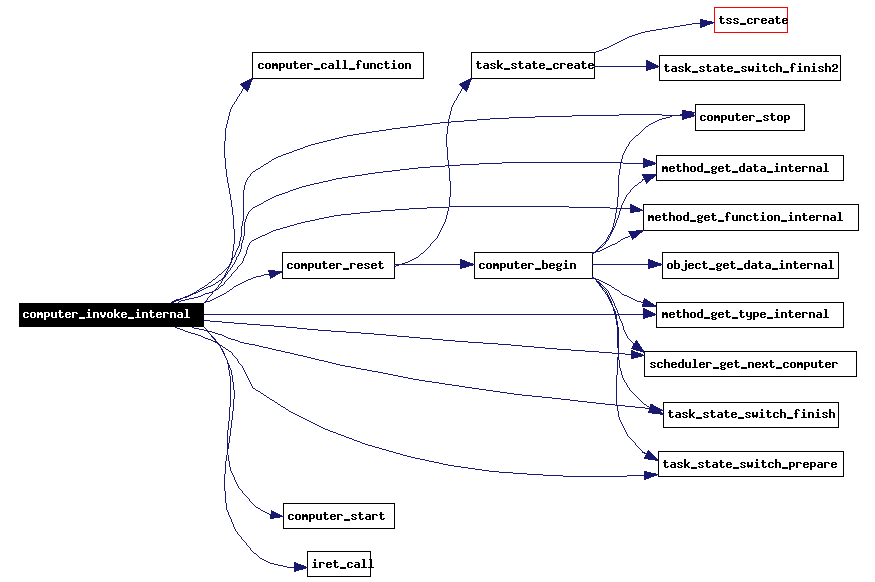 tss_create
computer_call_function
task_state_create
task_state_switch_finish2
computer_stop
method_get_data_internal
method_get_function_internal
computer_reset
computer_begin
object_get_data_internal
computer_invoke_internal
method_get_type_internal
scheduler_get_next_computer
task_state_switch_finish
task_state_switch_prepare
computer_start
iret_call